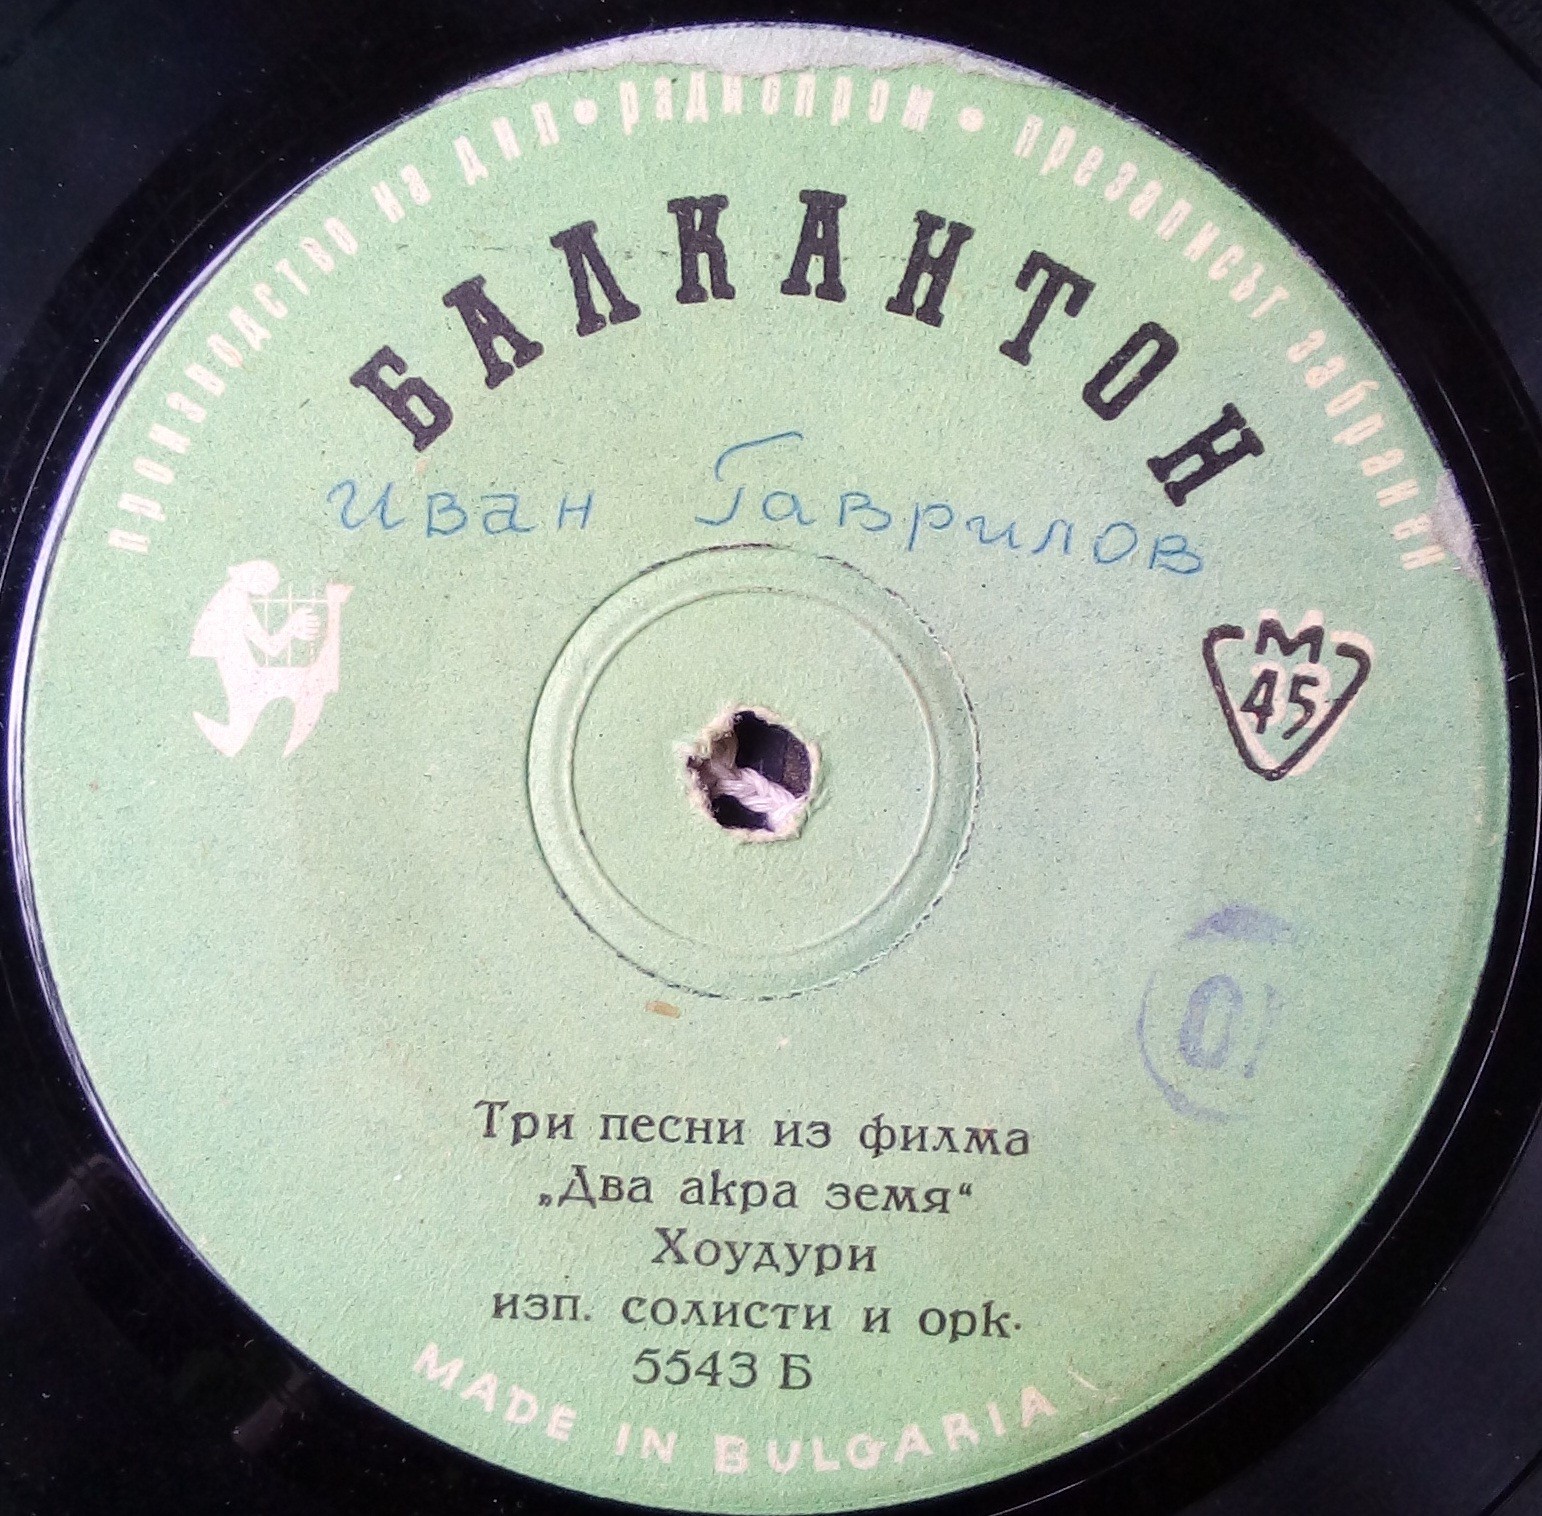 производство на дип • радиопром • презаписът забранен
БАЛКАНТОН
Иван Гаврилов
М
45
Три песни из филма
„Два акра земя“
Хоудури
изп. солисти и орк.
5543 Б
MADE IN BULGARIA